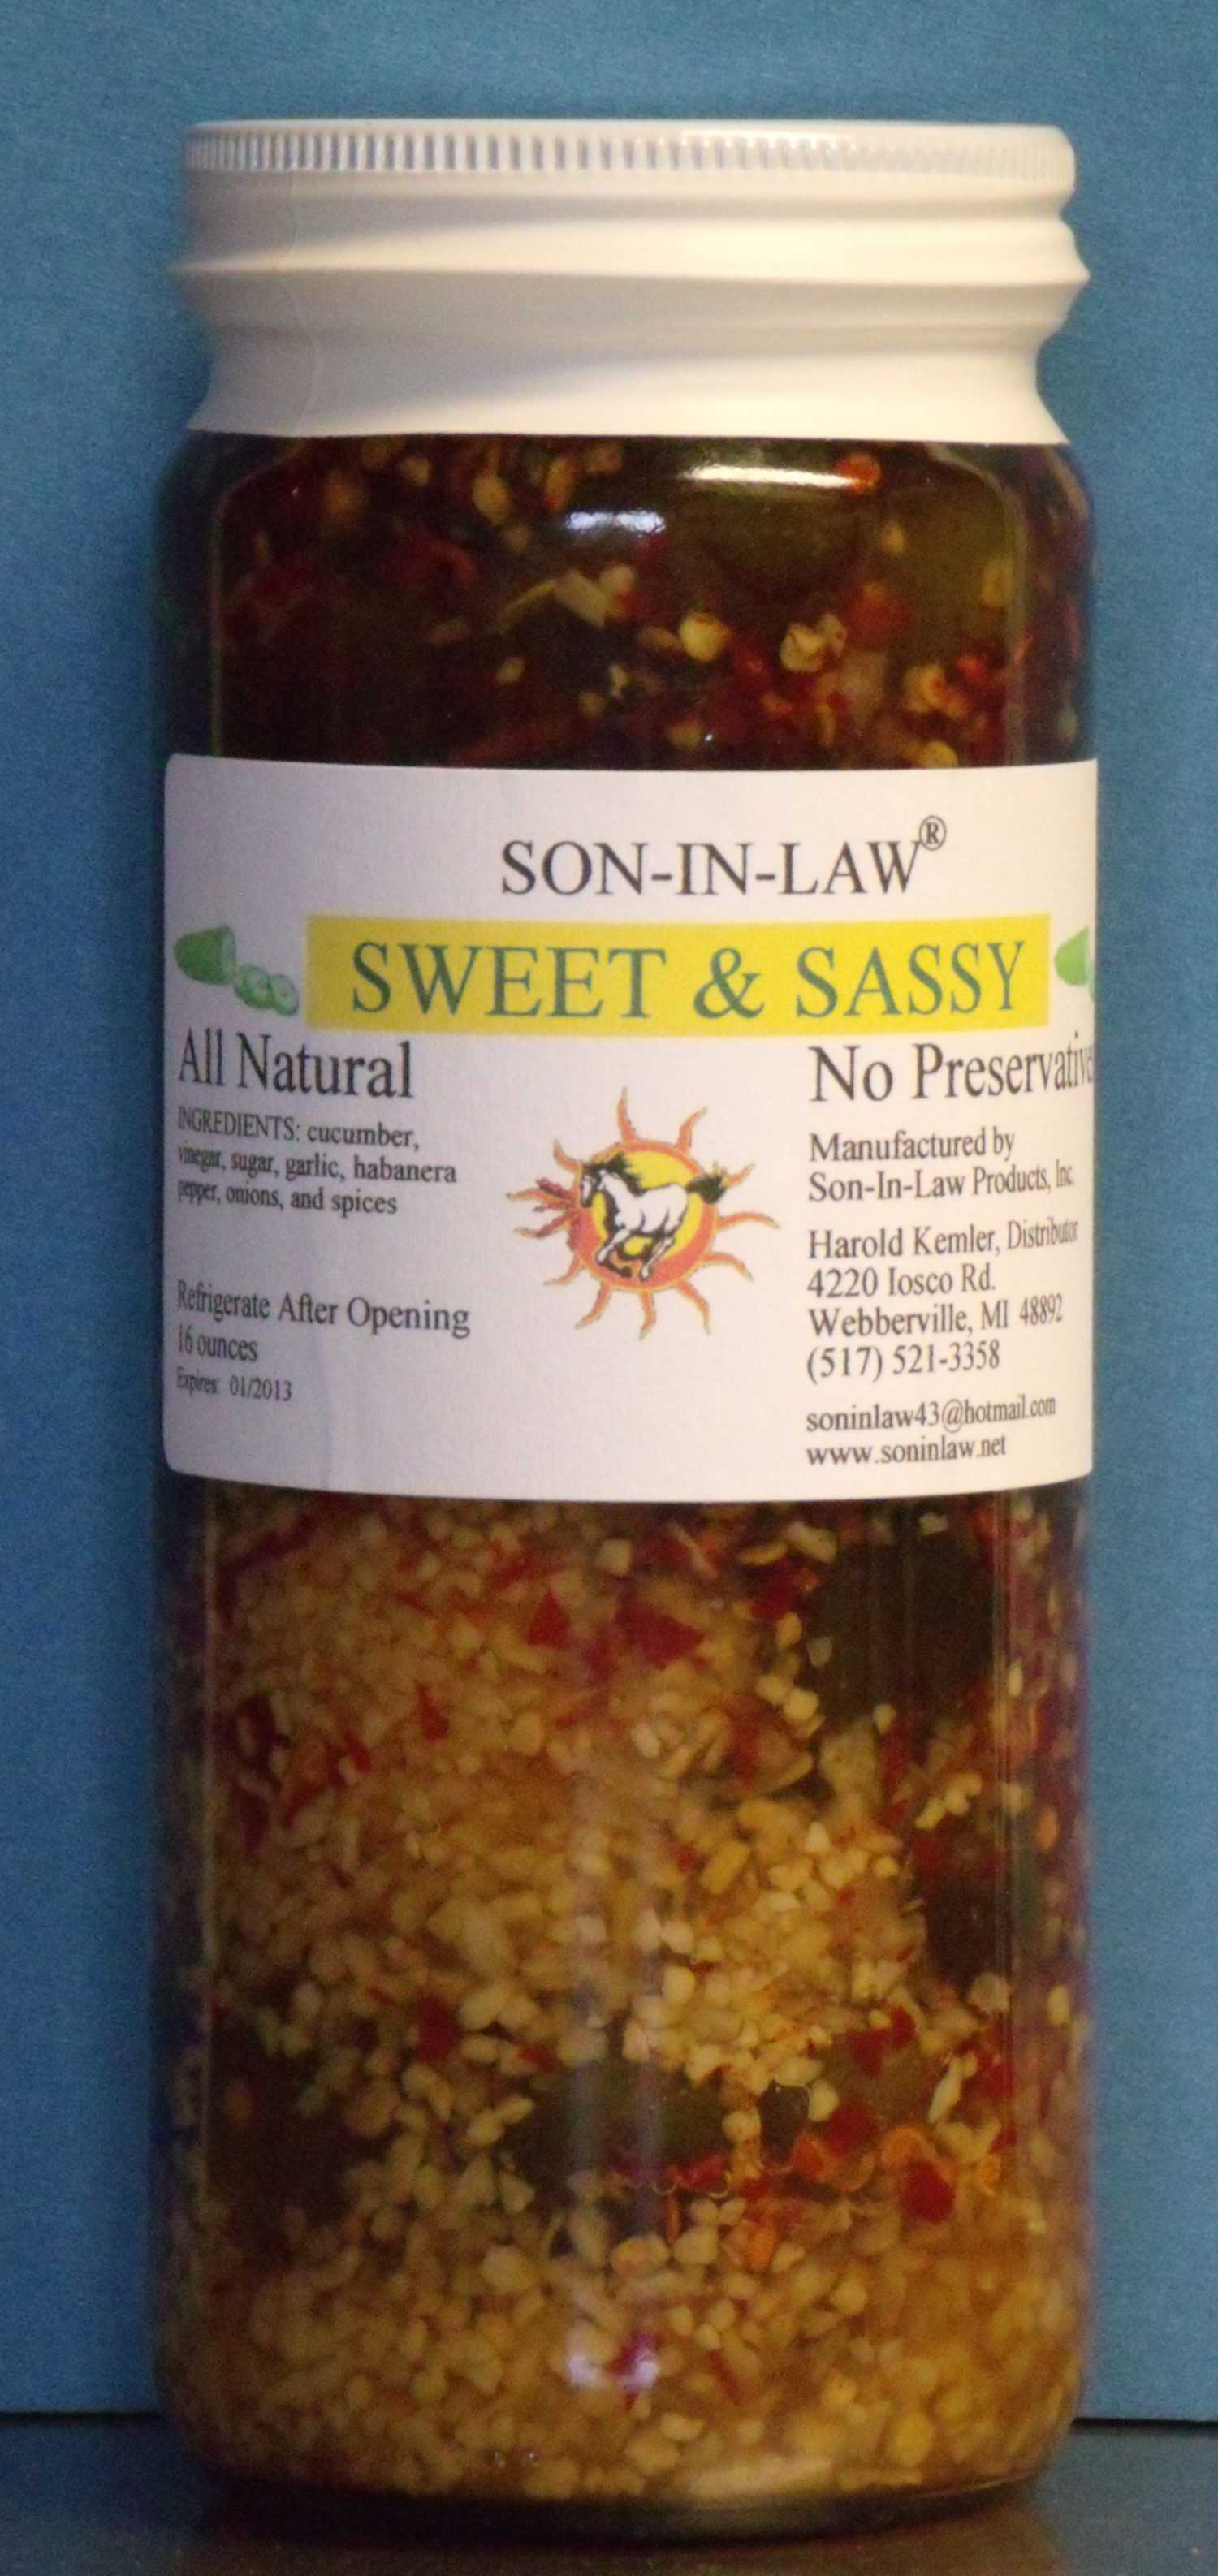 SON-IN-LAW®
SWEET & SASSY
All Natural
INGREDIENTS: cucumber,
vinegar, sugar, garlic, habanera
pepper, onions, and spices
Refrigerate After Opening
16 ounces
Expires: 01/2013
No Preservative
Manufactured by
Son-In-Law Products, Inc.
Harold Kemler, Distributor
4220 Iosco Rd.
Webberville, MI 48892
(517) 521-3358
soninlaw43@hotmail.com
www.soninlaw.net